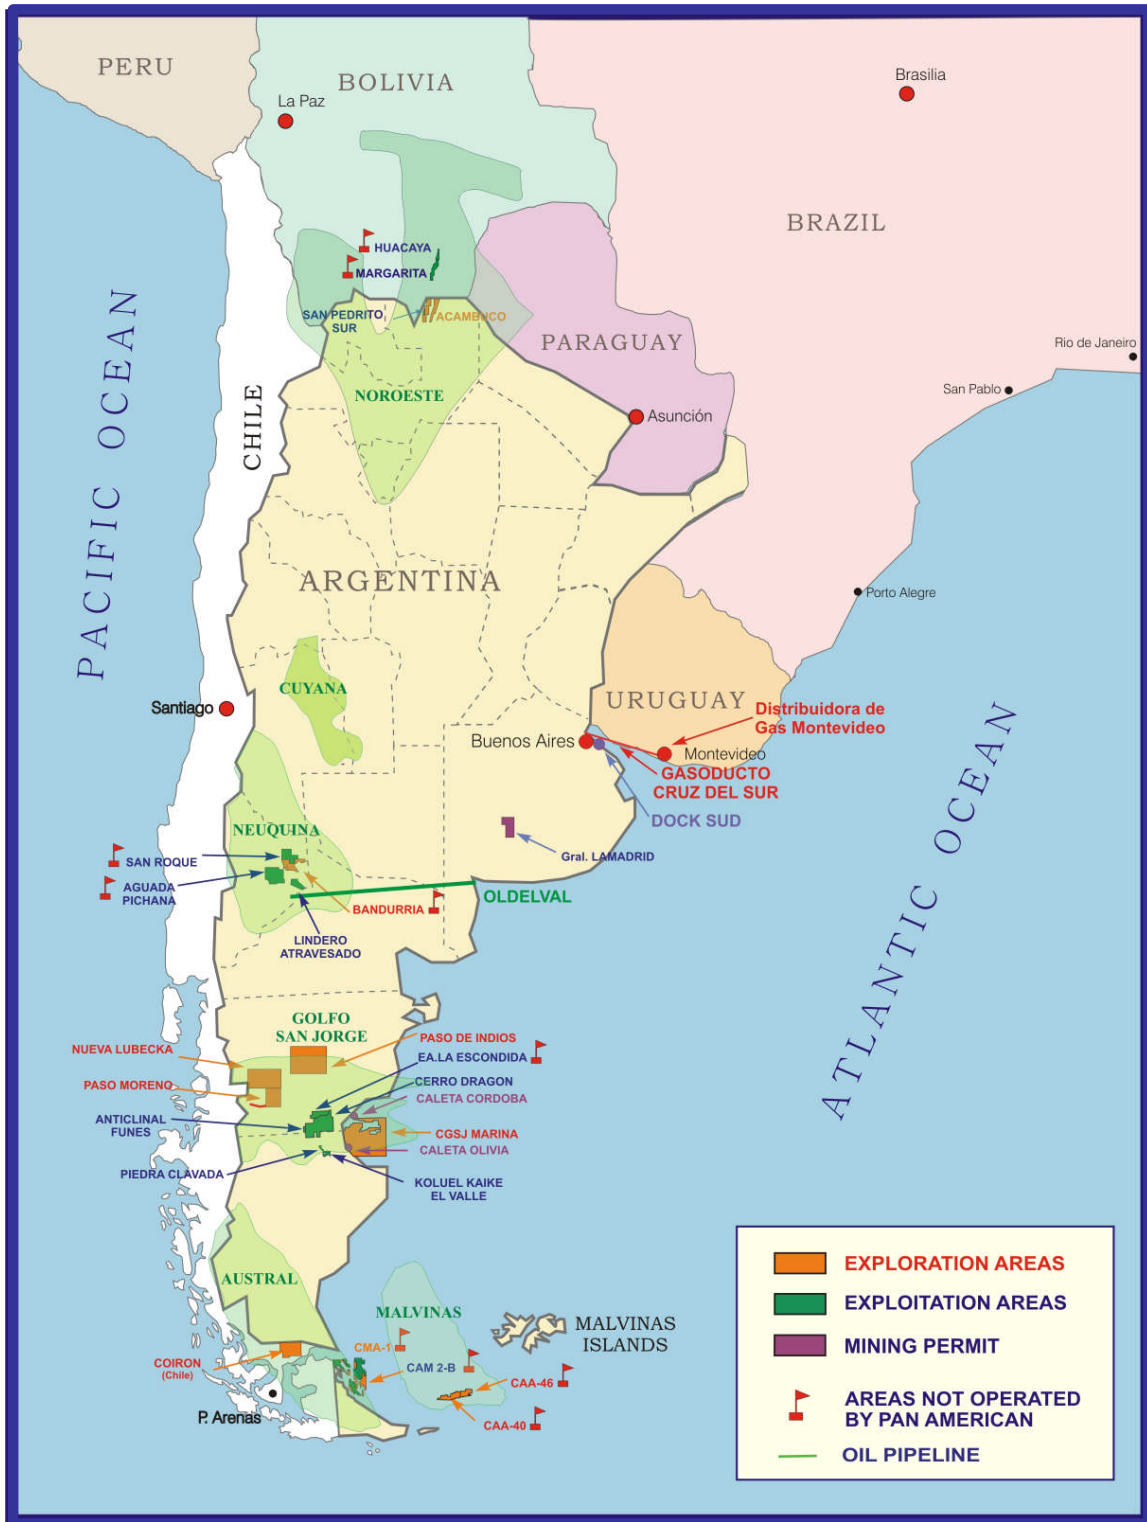 PERU
BOLIVIA
La Paz
Brasilia
BRAZIL
HUACAYA
MARGARITA
SAN PEDRITO
SUR
ACAMBUCO
PARAGUAY
Rio de Janeiro
San Pablo
NOROESTE
Asunción
CHILE
PACIFIC OCEAN
ARGENTINA
Porto Alegre
CUYANA
URUGUAY
Santiago
Distribuidora de
Gas Montevideo
Buenos Aires
Montevideo
GASODUCTO
CRUZ DEL SUR
DOCK SUD
NEUQUINA
SAN ROQUE
Gral. LAMADRID
AGUADA
PICHANA
OLDELVAL
BANDURRIA
LINDERO
ATRAVESADO
ATLANTIC OCEAN
GOLFO
SAN JORGE
PASO DE INDIOS
NUEVA LUBECKA
EA.LA ESCONDIDA
PASO MORENO
CERRO DRAGON
CALETA CORDOBA
ANTICLINAL
FUNES
CGSJ MARINA
CALETA OLIVIA
PIEDRA CLAVADA
KOLUEL KAIKE
EL VALLE
AUSTRAL
MALVINAS
MALVINAS
ISLANDS
CMA-1
COIRON
(Chile)
CAM 2-B
CAA-46
P. Arenas
CAA-40
EXPLORATION AREAS
EXPLOITATION AREAS
MINING PERMIT
AREAS NOT OPERATED
BY PAN AMERICAN
OIL PIPELINE